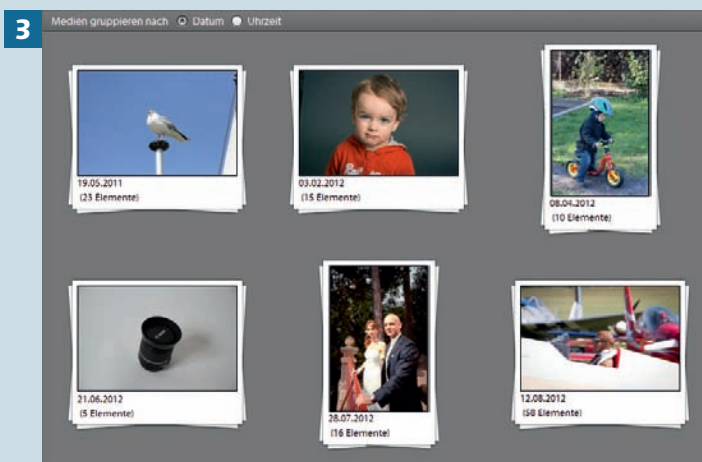 3
Medien gruppieren nach Datum Uhrzeit
19.05.2011
(23 Elemente)
03.02.2012
(15 Elemente)
08.04.2012
(10 Elemente)
21.06.2012
(5 Elemente)
28.07.2012
(16 Elemente)
12.08.2012
(58 Elemente)